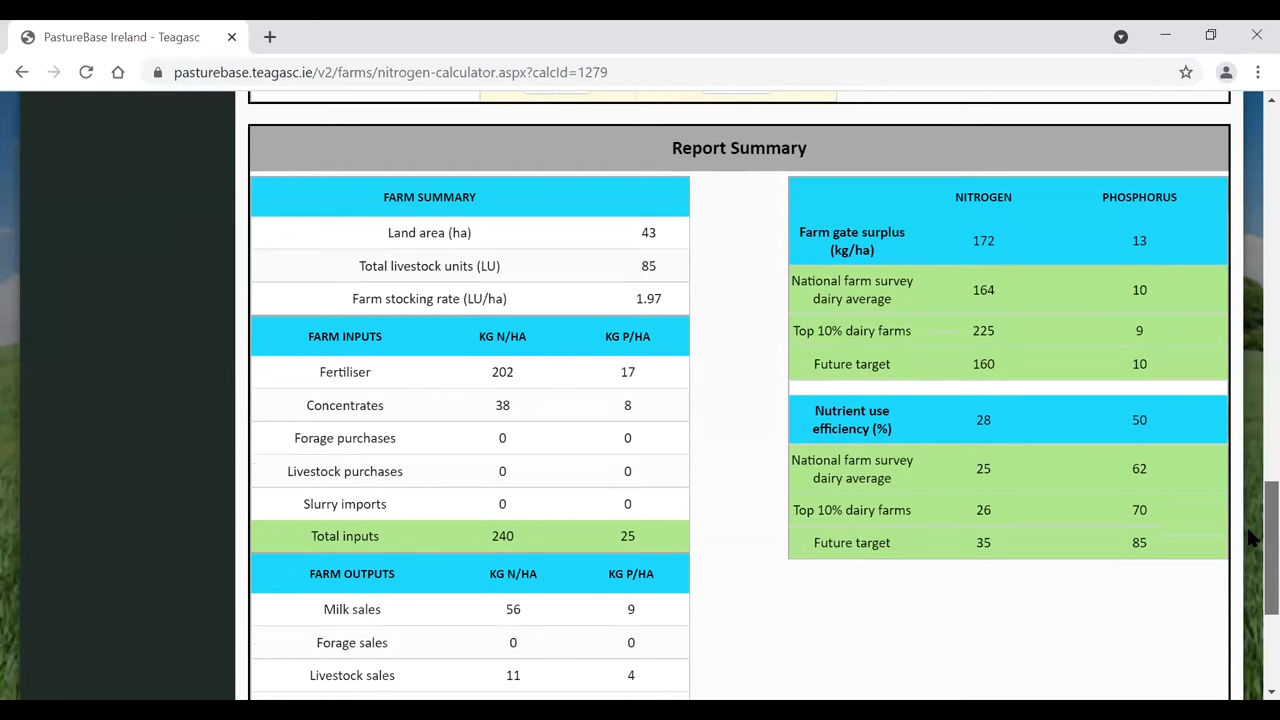 PastureBase Ireland - Teagasc
pasturebase.teagasc.ie/v2/farms/nitrogen-calculator.aspx?calcId=1279
Report Summary
FARM SUMMARY
Land area (ha) 43
Total livestock units (LU) 85
Farm stocking rate (LU/ha) 1.97
FARM INPUTS KG N/HA KG P/HA
Fertiliser 202 17
Concentrates 38 8
Forage purchases 0 0
Livestock purchases 0 0
Slurry imports 0 0
Total inputs 240 25
FARM OUTPUTS KG N/HA KG P/HA
Milk sales 56 9
Forage sales 0 0
Livestock sales 11 4
NITROGEN PHOSPHORUS
Farm gate surplus
(kg/ha) 172 13
National farm survey
dairy average 164 10
Top 10% dairy farms 225 9
Future target 160 10
Nutrient use
efficiency (%) 28 50
National farm survey
dairy average 25 62
Top 10% dairy farms 26 70
Future target 35 85